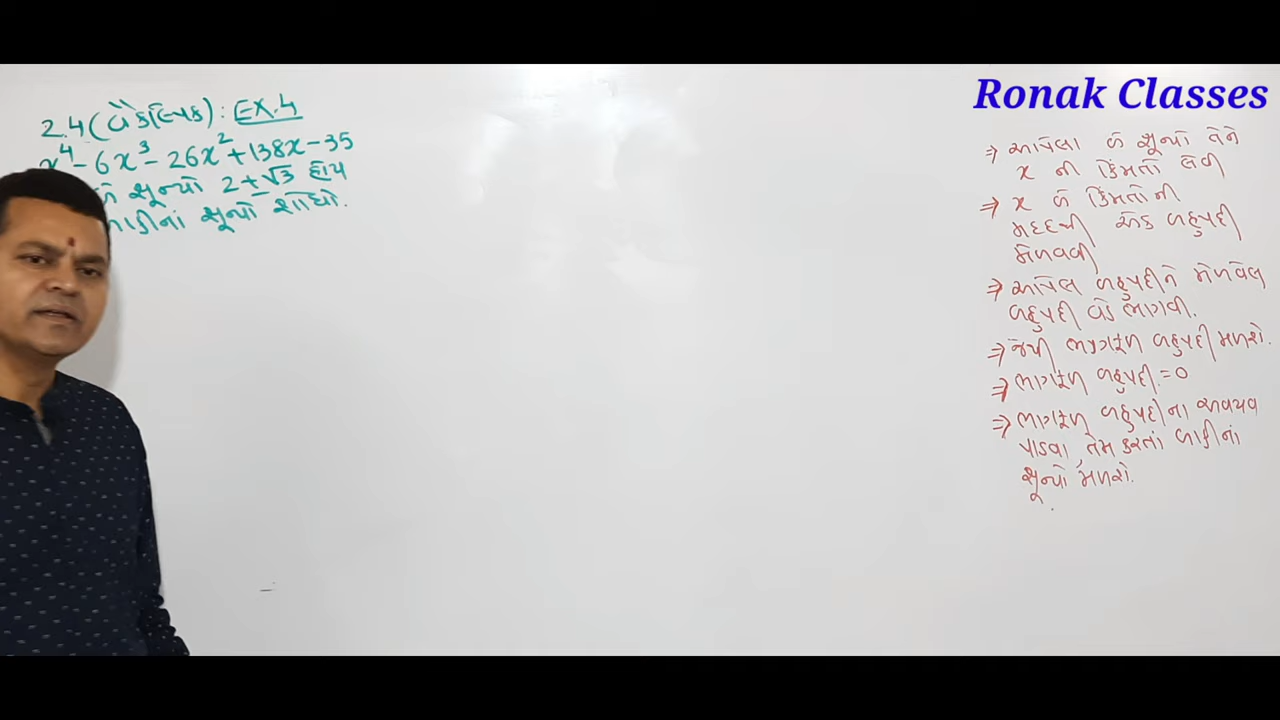 2.4 (વૈકલ્પિક) : Ex.4
x⁴ - 6x³ - 26x² + 138x - 35
બે શૂન્યો 2 ± √3 હોય
બાકીનાં શૂન્યો શોધો.
Ronak Classes
⇒ આપેલા બે શૂન્યો તેને
x ની કિંમતો લેવી
⇒ x બે કિંમતોની
મદદથી એક બહુપદી
મેળવવી
⇒ આપેલ બહુપદીને મેળવેલ
બહુપદી વડે ભાગવી.
⇒ જેથી ભાગફળ બહુપદી મળશે.
⇒ ભાગફળ બહુપદી = 0
⇒ ભાગફળ બહુપદીના અવયવ
પાડવા, તેમ કરતાં બાકીનાં
શૂન્યો મળશે.